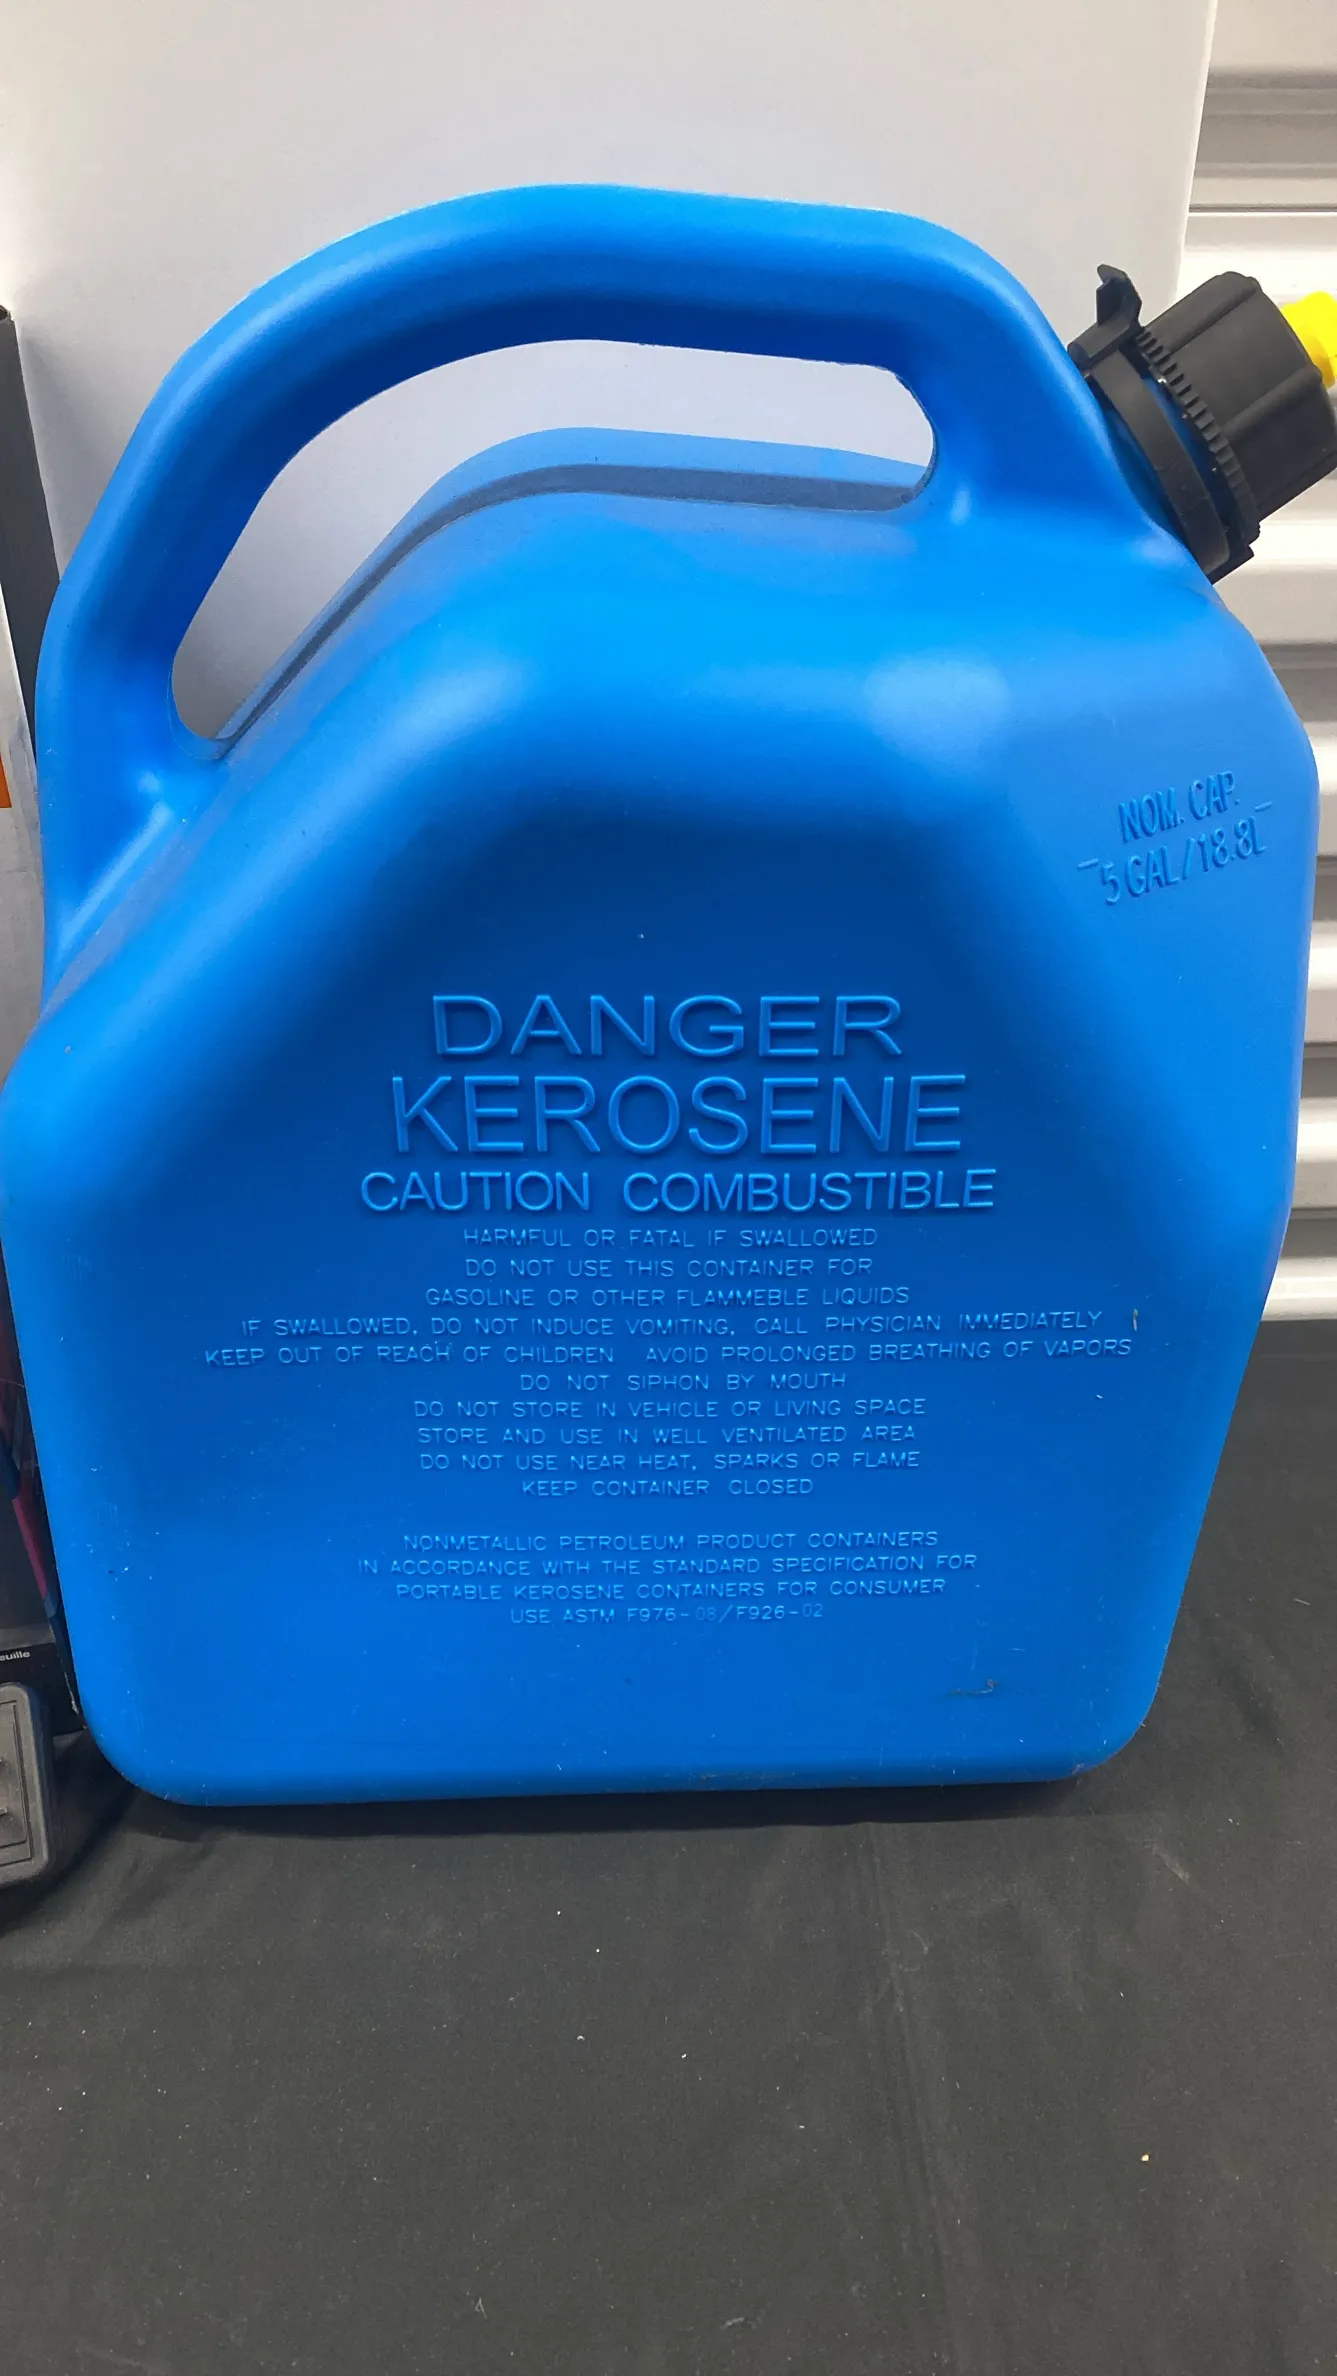 NOM. CAP.
5 GAL/18.8L
DANGER
KEROSENE
CAUTION COMBUSTIBLE
HARMFUL OR FATAL IF SWALLOWED
DO NOT USE THIS CONTAINER FOR
GASOLINE OR OTHER FLAMMEBLE LIQUIDS
IF SWALLOWED, DO NOT INDUCE VOMITING, CALL PHYSICIAN IMMEDIATELY
KEEP OUT OF REACH OF CHILDREN AVOID PROLONGED BREATHING OF VAPORS
DO NOT SIPHON BY MOUTH
DO NOT STORE IN VEHICLE OR LIVING SPACE
STORE AND USE IN WELL VENTILATED AREA
DO NOT USE NEAR HEAT, SPARKS OR FLAME
KEEP CONTAINER CLOSED
NONMETALLIC PETROLEUM PRODUCT CONTAINERS
IN ACCORDANCE WITH THE STANDARD SPECIFICATION FOR
PORTABLE KEROSENE CONTAINERS FOR CONSUMER
USE ASTM F976-08/F926-02